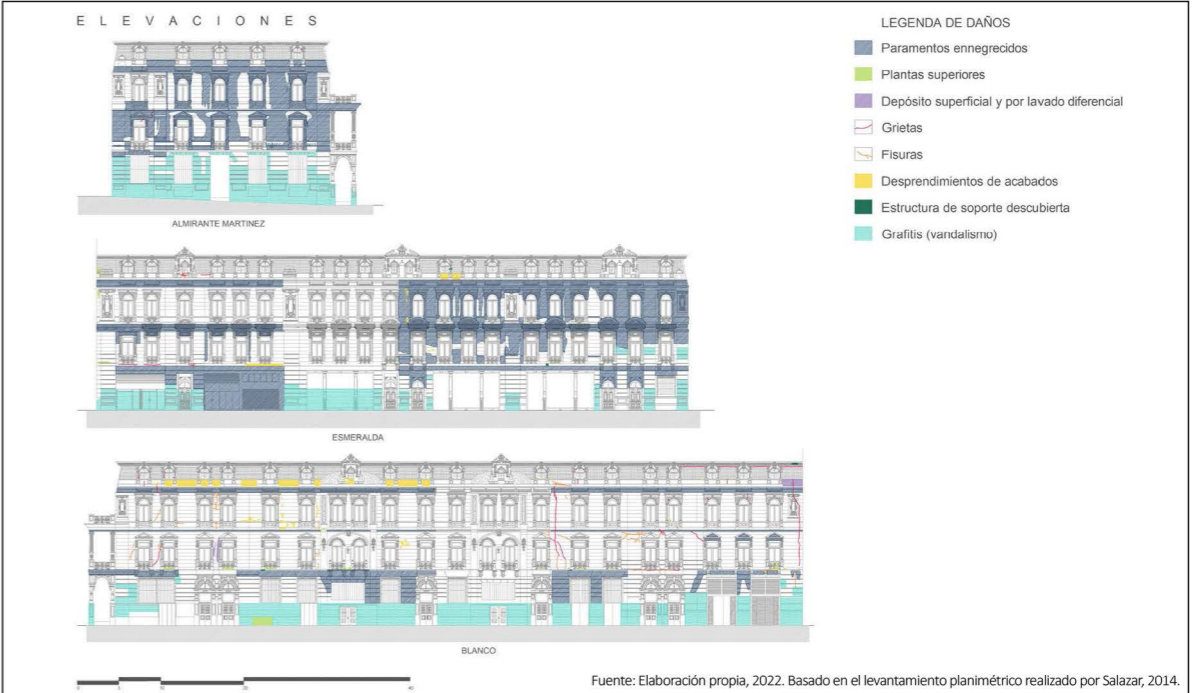 ELEVACIONES
ALMIRANTE MARTINEZ
ESMERALDA
BLANCO
LEGENDA DE DAÑOS
Paramentos ennegrecidos
Plantas superiores
Depósito superficial y por lavado diferencial
Grietas
Fisuras
Desprendimientos de acabados
Estructura de soporte descubierta
Grafitis (vandalismo)
Fuente: Elaboración propia, 2022. Basado en el levantamiento planimétrico realizado por Salazar, 2014.